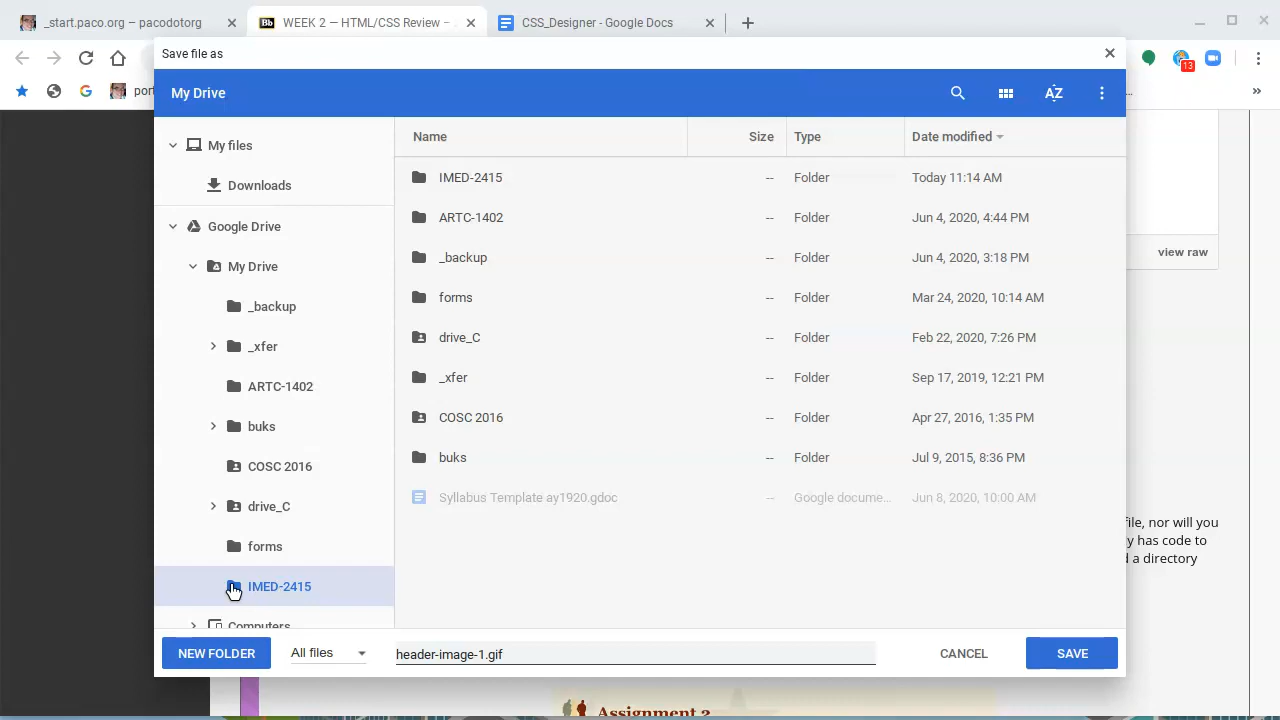 _start.paco.org – pacodotorg
WEEK 2 — HTML/CSS Review –
CSS_Designer - Google Docs
Save file as
My Drive
AZ
13
Name
Size
Type
Date modified
My files
Downloads
Google Drive
My Drive
_backup
_xfer
ARTC-1402
buks
COSC 2016
drive_C
forms
IMED-2415
Computers
IMED-2415 -- Folder Today 11:14 AM
ARTC-1402 -- Folder Jun 4, 2020, 4:44 PM
_backup -- Folder Jun 4, 2020, 3:18 PM
forms -- Folder Mar 24, 2020, 10:14 AM
drive_C -- Folder Feb 22, 2020, 7:26 PM
_xfer -- Folder Sep 17, 2019, 12:21 PM
COSC 2016 -- Folder Apr 27, 2016, 1:35 PM
buks -- Folder Jul 9, 2015, 8:36 PM
Syllabus Template ay1920.gdoc -- Google docume... Jun 8, 2020, 10:00 AM
view raw
file, nor will you
has code to
a directory
NEW FOLDER
All files
header-image-1.gif
CANCEL
SAVE
Assignment 2